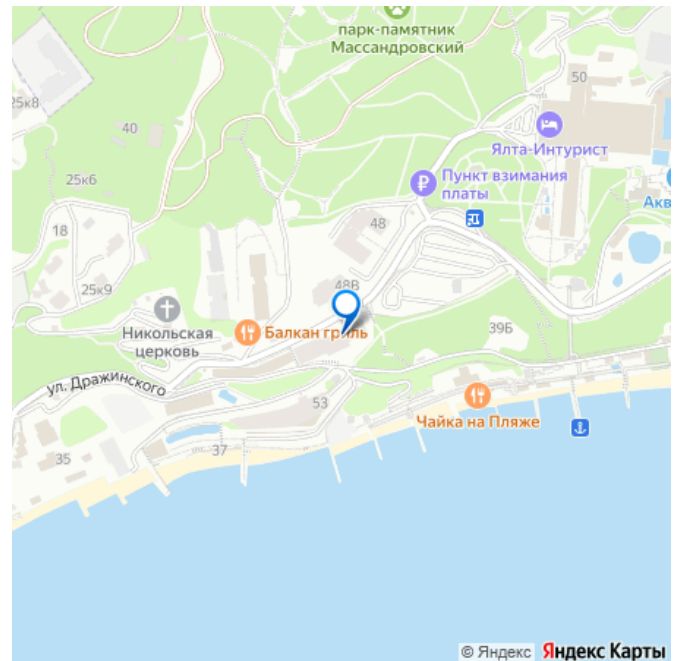 парк-памятник
Массандровский
50
25к8
40
Ялта-Интурист
25к6
Пункт взимания
платы
Акв
18
48
25к9
48В
Никольская
церковь
Балкан гриль
39Б
ул. Дражинского
53
Чайка на Пляже
37
35
© Яндекс Яндекс Карты